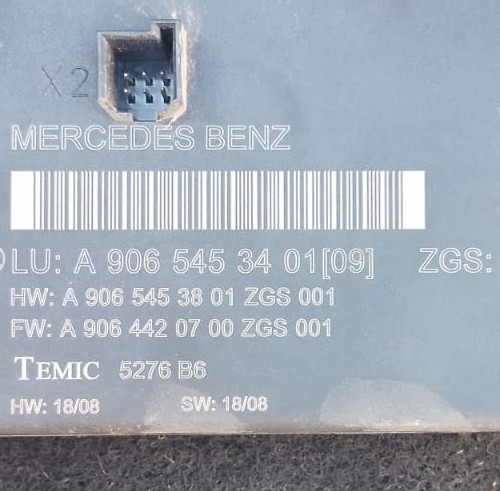 X2
MERCEDES BENZ
LU: A 906 545 34 01[09] ZGS:
HW: A 906 545 38 01 ZGS 001
FW: A 906 442 07 00 ZGS 001
TEMIC 5276 B6
HW: 18/08 SW: 18/08